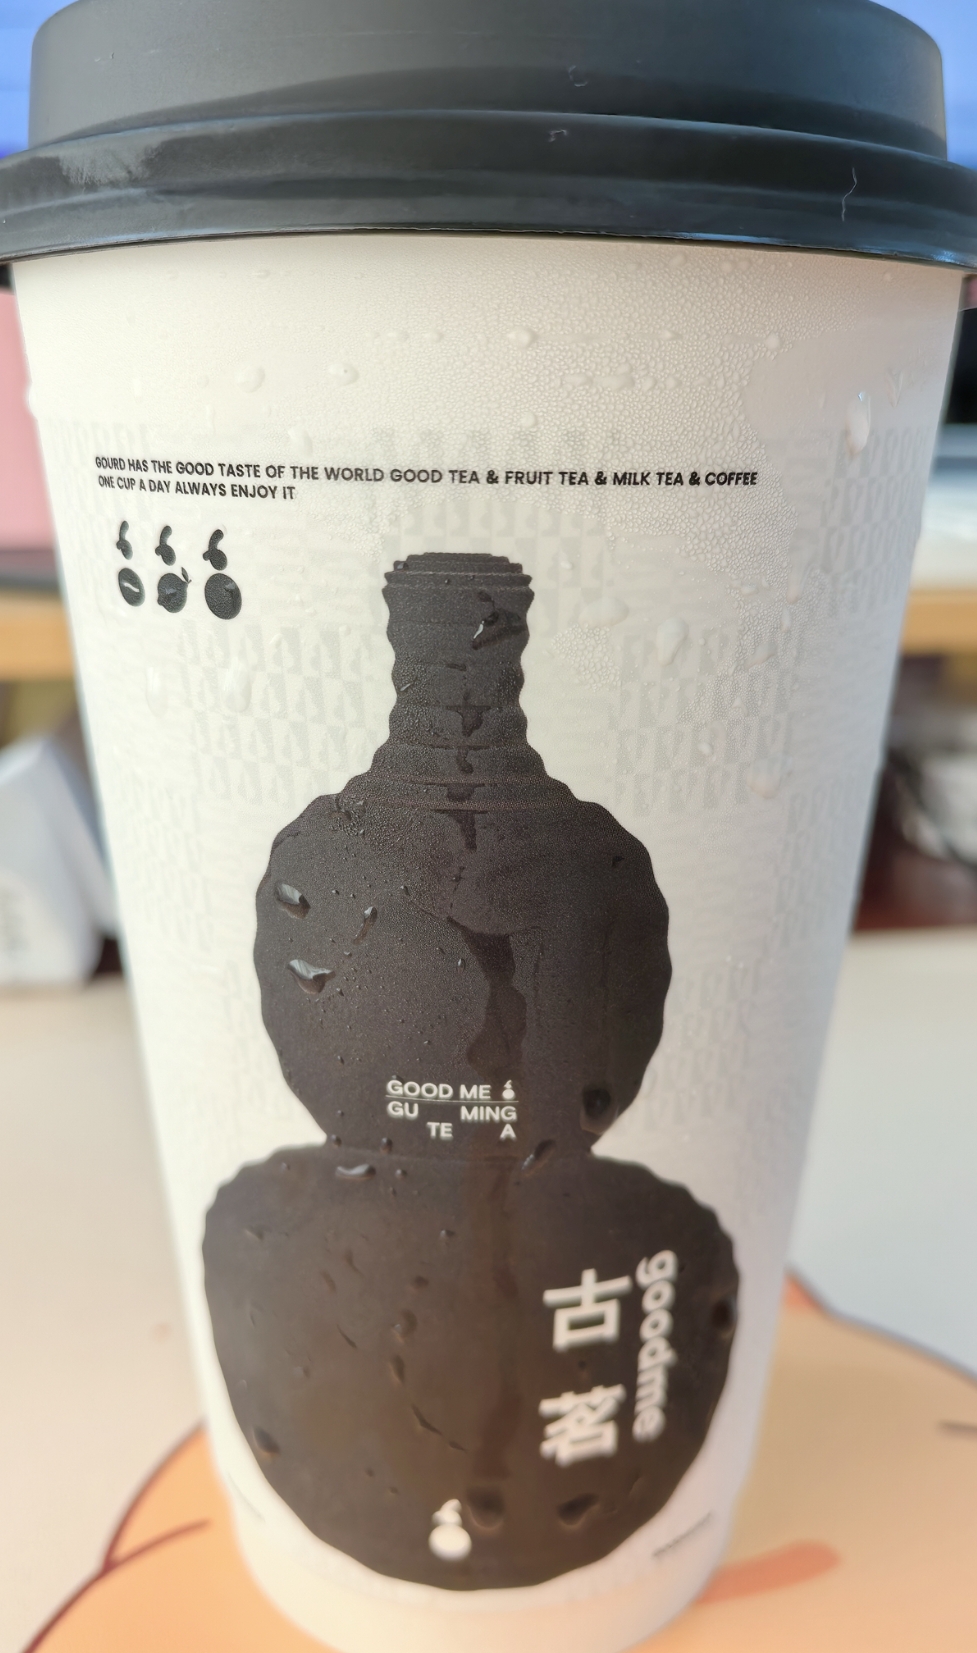 GOURD HAS THE GOOD TASTE OF THE WORLD GOOD TEA & FRUIT TEA & MILK TEA & COFFEE
ONE CUP A DAY ALWAYS ENJOY IT
GOOD ME
GU MING
TE A
goodme
古茗